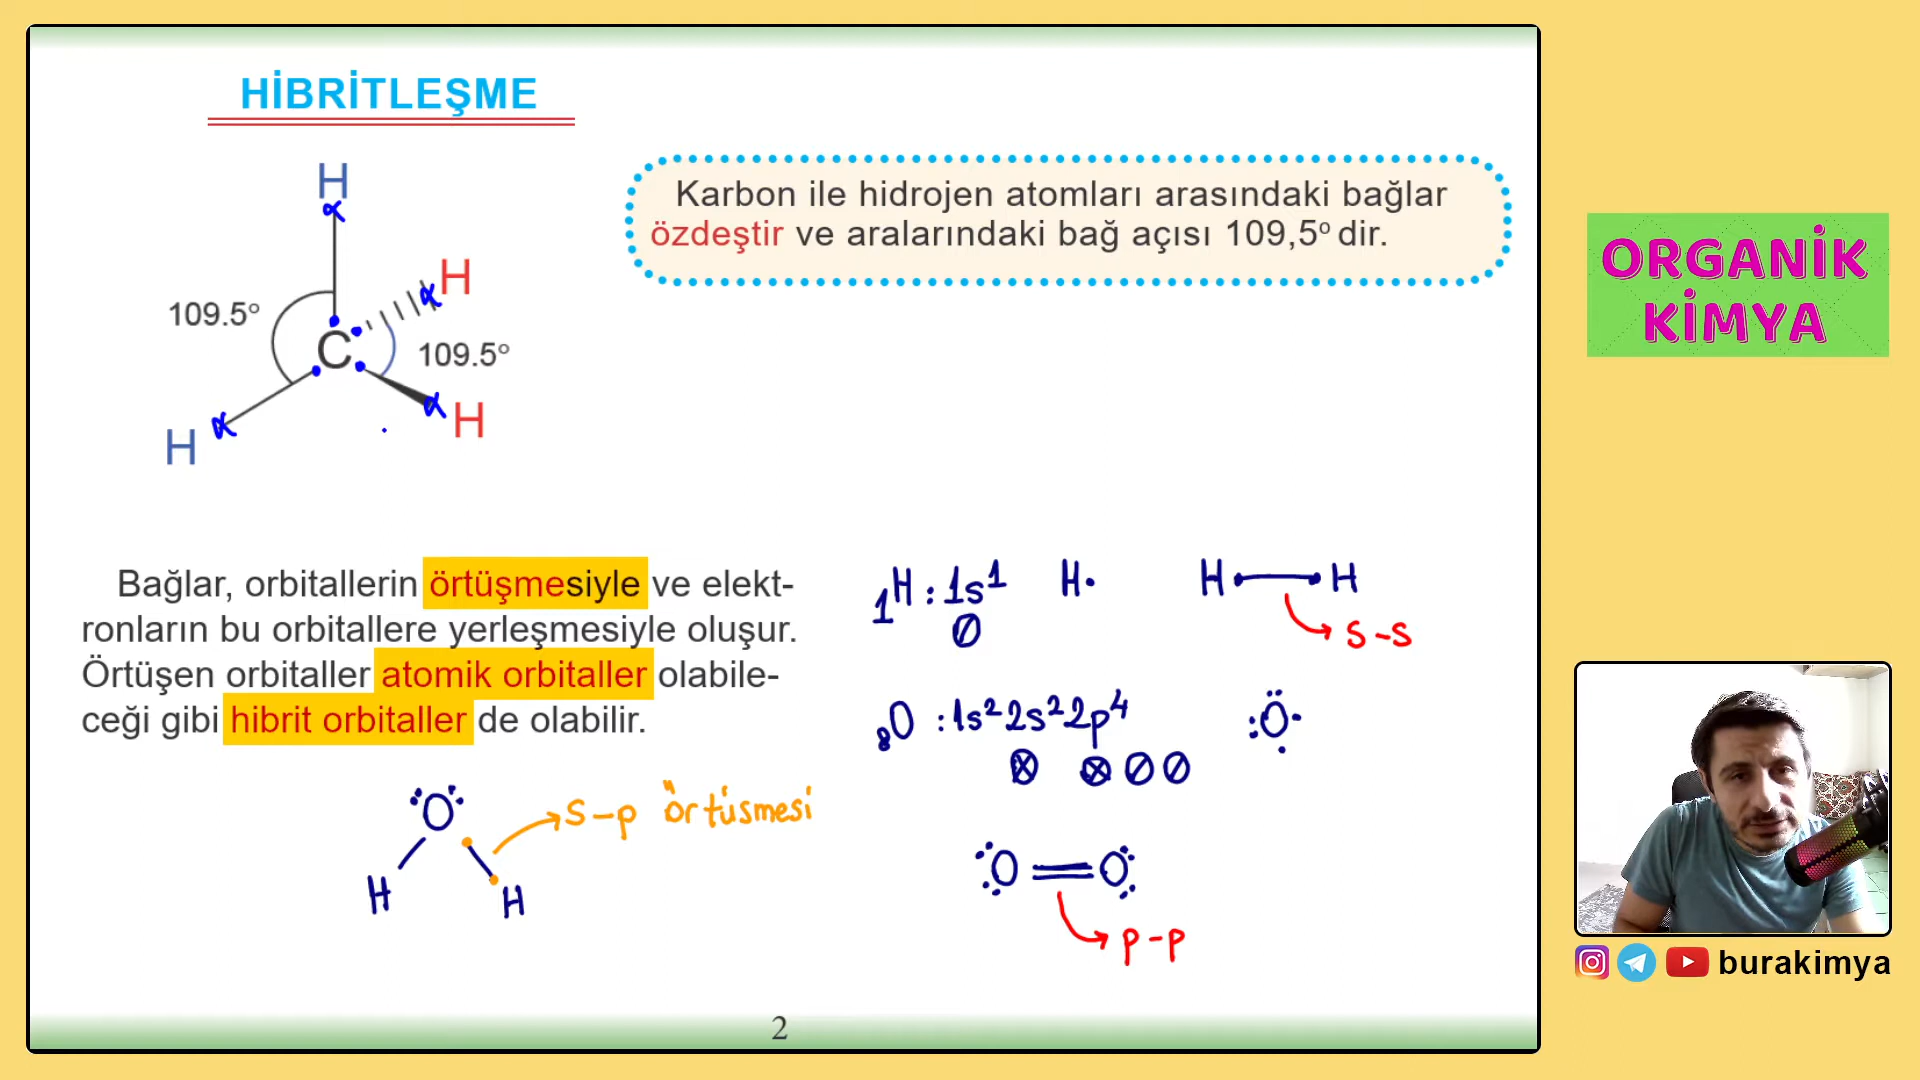 HİBRİTLEŞME
H
H
109.5°
C
109.5°
H
H
Karbon ile hidrojen atomları arasındaki bağlar
özdeştir ve aralarındaki bağ açısı 109,5° dir.
Bağlar, orbitallerin örtüşmesiyle ve elekt-
ronların bu orbitallere yerleşmesiyle oluşur.
Örtüşen orbitaller atomik orbitaller olabile-
ceği gibi hibrit orbitaller de olabilir.
₁H : 1s¹ H· H H
s-s
₈O : 1s² 2s² 2p⁴ O
O = O
p-p
O
s-p örtüsmesi
H H
2
ORGANİK
KİMYA
burakimya